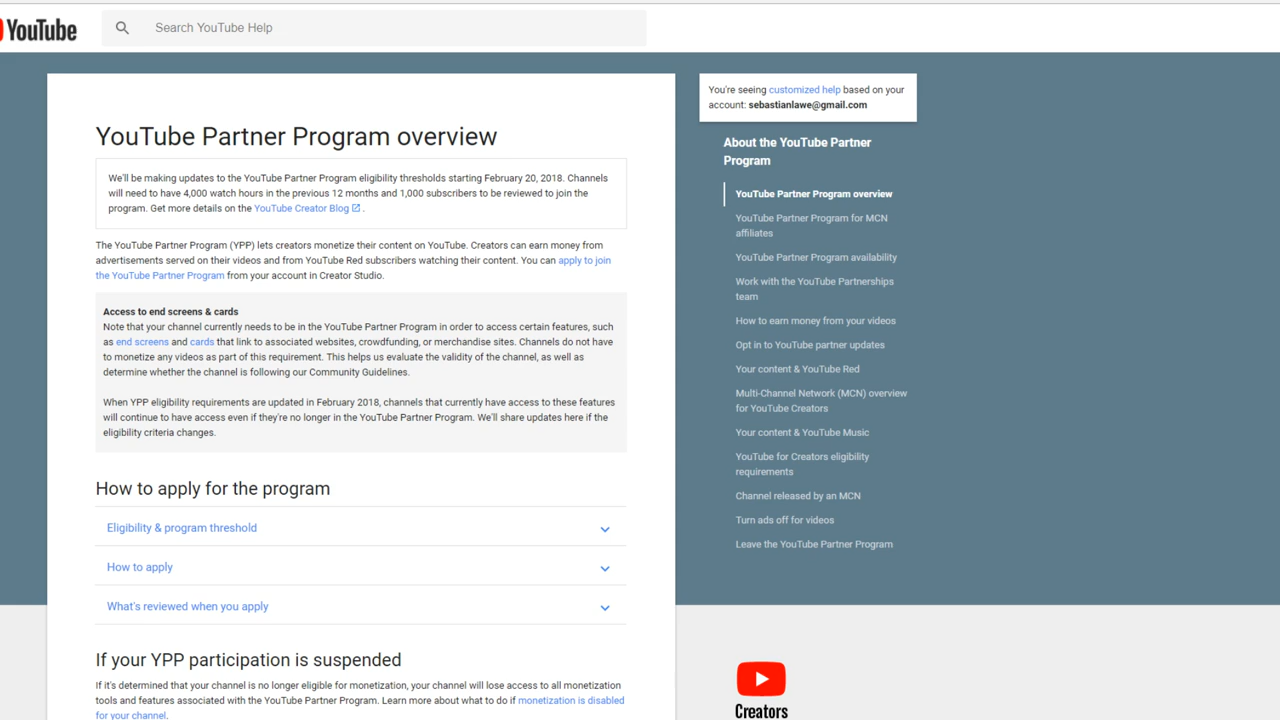 YouTube
Search YouTube Help
YouTube Partner Program overview
We'll be making updates to the YouTube Partner Program eligibility thresholds starting February 20, 2018. Channels
will need to have 4,000 watch hours in the previous 12 months and 1,000 subscribers to be reviewed to join the
program. Get more details on the YouTube Creator Blog .
The YouTube Partner Program (YPP) lets creators monetize their content on YouTube. Creators can earn money from
advertisements served on their videos and from YouTube Red subscribers watching their content. You can apply to join
the YouTube Partner Program from your account in Creator Studio.
Access to end screens & cards
Note that your channel currently needs to be in the YouTube Partner Program in order to access certain features, such
as end screens and cards that link to associated websites, crowdfunding, or merchandise sites. Channels do not have
to monetize any videos as part of this requirement. This helps us evaluate the validity of the channel, as well as
determine whether the channel is following our Community Guidelines.
When YPP eligibility requirements are updated in February 2018, channels that currently have access to these features
will continue to have access even if they're no longer in the YouTube Partner Program. We'll share updates here if the
eligibility criteria changes.
How to apply for the program
Eligibility & program threshold
How to apply
What's reviewed when you apply
If your YPP participation is suspended
If it's determined that your channel is no longer eligible for monetization, your channel will lose access to all monetization
tools and features associated with the YouTube Partner Program. Learn more about what to do if monetization is disabled
for your channel.
You're seeing customized help based on your
account: sebastianlawe@gmail.com
About the YouTube Partner
Program
YouTube Partner Program overview
YouTube Partner Program for MCN
affiliates
YouTube Partner Program availability
Work with the YouTube Partnerships
team
How to earn money from your videos
Opt in to YouTube partner updates
Your content & YouTube Red
Multi-Channel Network (MCN) overview
for YouTube Creators
Your content & YouTube Music
YouTube for Creators eligibility
requirements
Channel released by an MCN
Turn ads off for videos
Leave the YouTube Partner Program
Creators